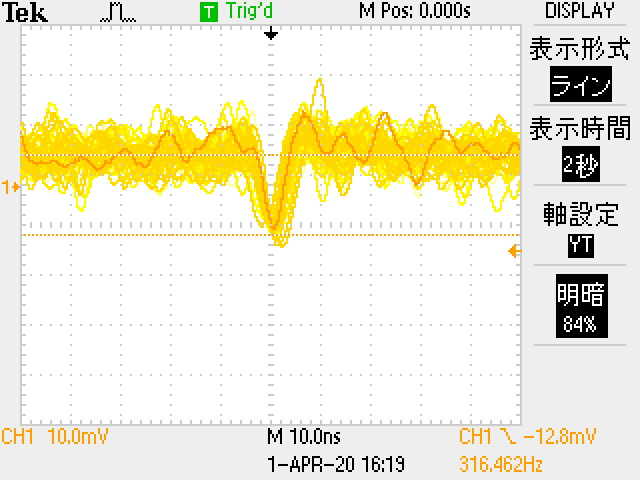 Tek T Trig'd M Pos: 0.000s DISPLAY
表示形式
ライン
表示時間
2秒
軸設定
YT
明暗
84%
1
CH1 10.0mV M 10.0ns CH1 -12.8mV
1-APR-20 16:19 316.462Hz